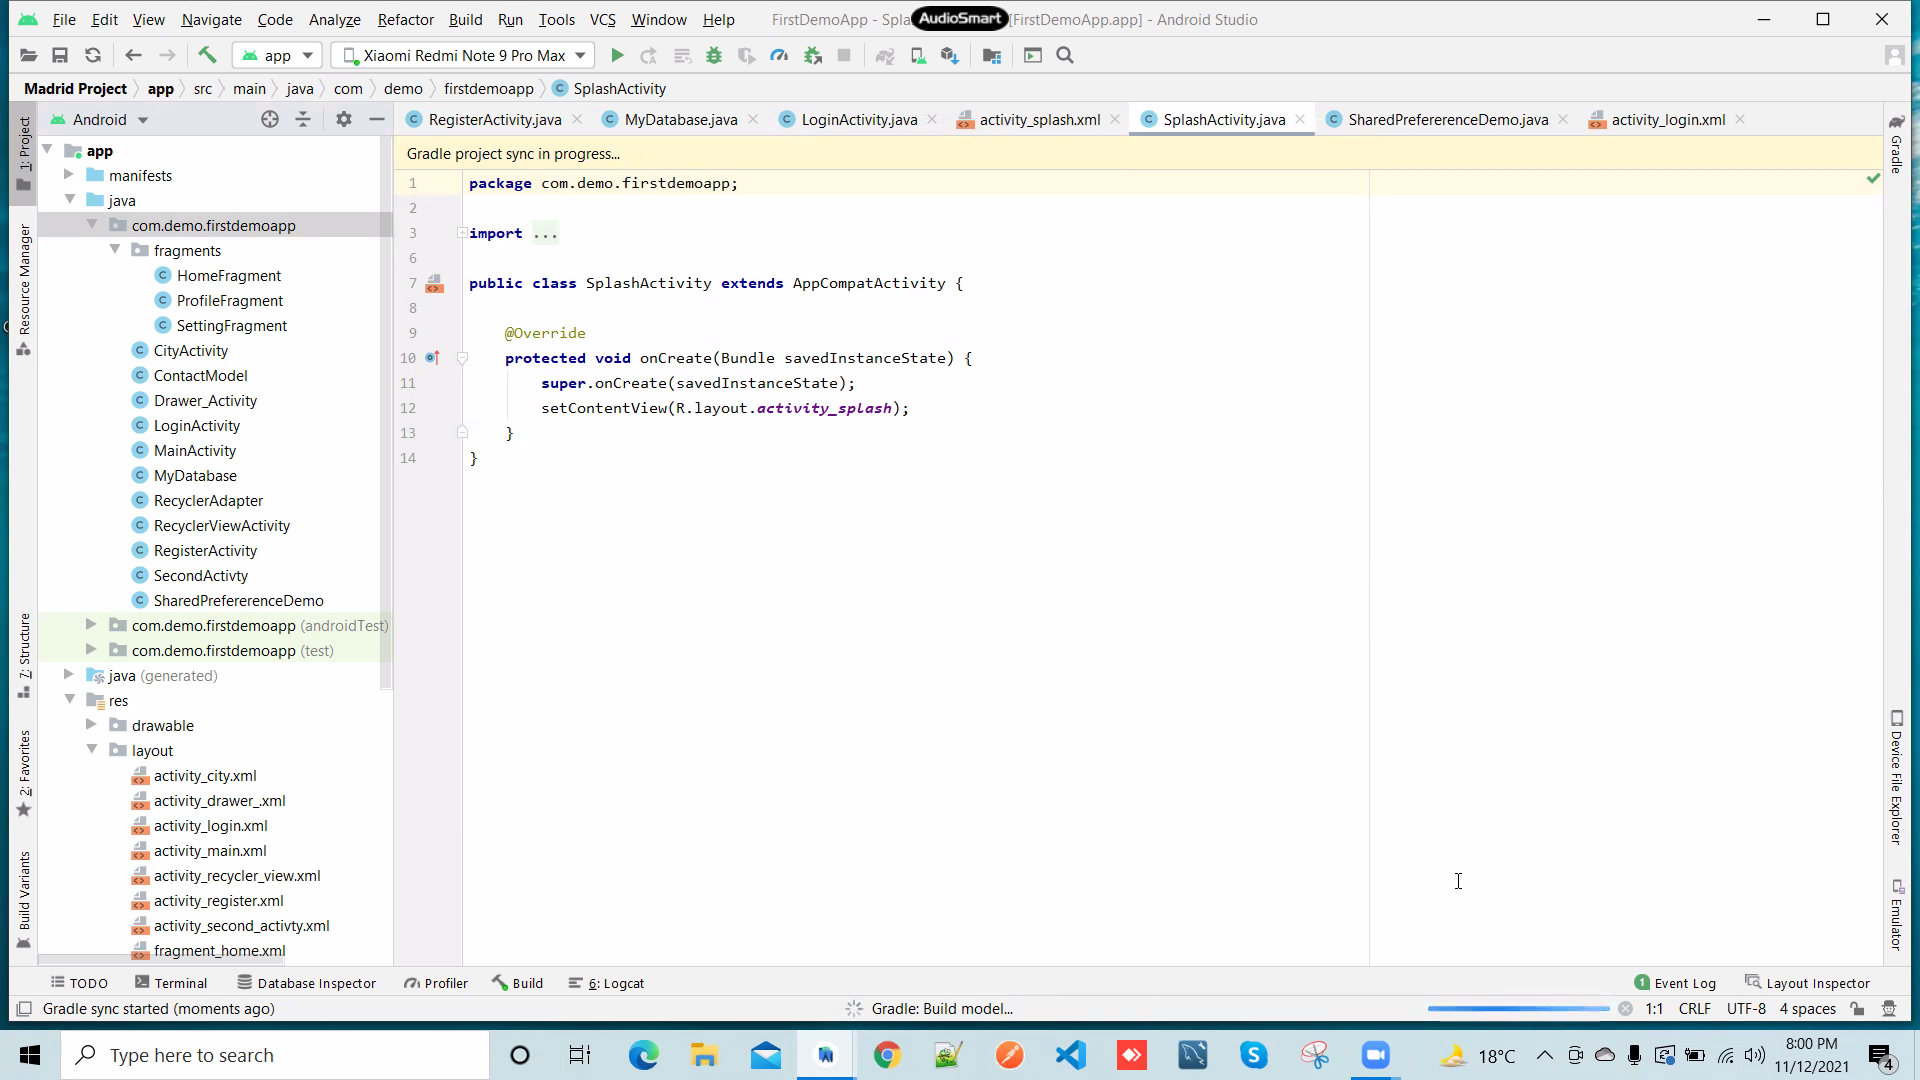 File Edit View Navigate Code Analyze Refactor Build Run Tools VCS Window Help FirstDemoApp - Spla AudioSmart [FirstDemoApp.app] - Android Studio
app Xiaomi Redmi Note 9 Pro Max
Madrid Project app src main java com demo firstdemoapp SplashActivity
Android RegisterActivity.java MyDatabase.java LoginActivity.java activity_splash.xml SplashActivity.java SharedPrefererenceDemo.java activity_login.xml
Gradle project sync in progress...
1: Project
Resource Manager
7: Structure
2: Favorites
Build Variants
app
manifests
java
com.demo.firstdemoapp
fragments
HomeFragment
ProfileFragment
SettingFragment
CityActivity
ContactModel
Drawer_Activity
LoginActivity
MainActivity
MyDatabase
RecyclerAdapter
RecyclerViewActivity
RegisterActivity
SecondActivty
SharedPrefererenceDemo
com.demo.firstdemoapp (androidTest)
com.demo.firstdemoapp (test)
java (generated)
res
drawable
layout
activity_city.xml
activity_drawer_.xml
activity_login.xml
activity_main.xml
activity_recycler_view.xml
activity_register.xml
activity_second_activty.xml
fragment_home.xml
1 package com.demo.firstdemoapp;
2
3 import ...
6
7 public class SplashActivity extends AppCompatActivity {
8
9 @Override
10 protected void onCreate(Bundle savedInstanceState) {
11 super.onCreate(savedInstanceState);
12 setContentView(R.layout.activity_splash);
13 }
14 }
Gradle
Device File Explorer
Emulator
TODO Terminal Database Inspector Profiler Build 6: Logcat 1 Event Log Layout Inspector
Gradle sync started (moments ago) Gradle: Build model... 1:1 CRLF UTF-8 4 spaces
Type here to search 18°C 8:00 PM
11/12/2021 4